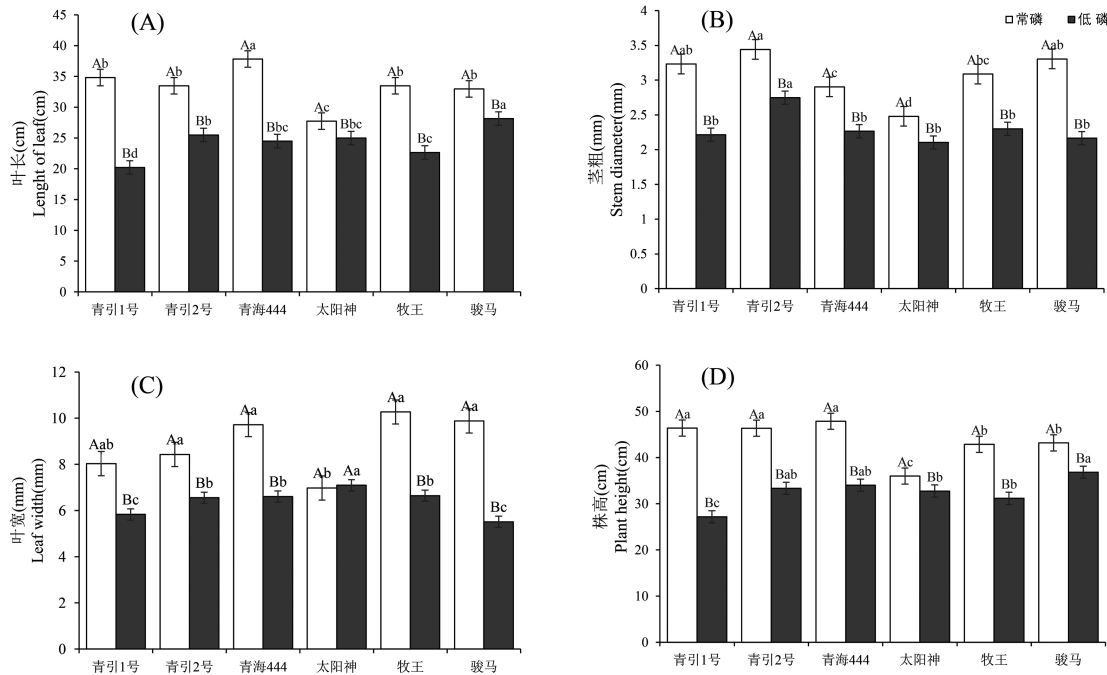 (A)
45
40
35
30
25
20
15
10
5
0
叶长(cm)
Lenght of leaf(cm)
Ab Ab Aa Ac Ab Ab
Bd Bb Bbc Bbc Bc Ba
青引1号 青引2号 青海444 太阳神 牧王 骏马
(B)
常磷 低 磷
4
3.5
3
2.5
2
1.5
1
0.5
0
茎粗(mm)
Stem diameter(mm)
Aab Aa Ac Ad Abc Aab
Bb Ba Bb Bb Bb Bb
青引1号 青引2号 青海444 太阳神 牧王 骏马
(C)
12
10
8
6
4
2
0
叶宽(mm)
Leaf width(mm)
Aab Aa Aa Ab Aa Aa
Bc Bb Bb Aa Bb Bc
青引1号 青引2号 青海444 太阳神 牧王 骏马
(D)
60
50
40
30
20
10
0
株高(cm)
Plant height(cm)
Aa Aa Aa Ac Ab Ab
Bc Bab Bab Bb Bb Ba
青引1号 青引2号 青海444 太阳神 牧王 骏马